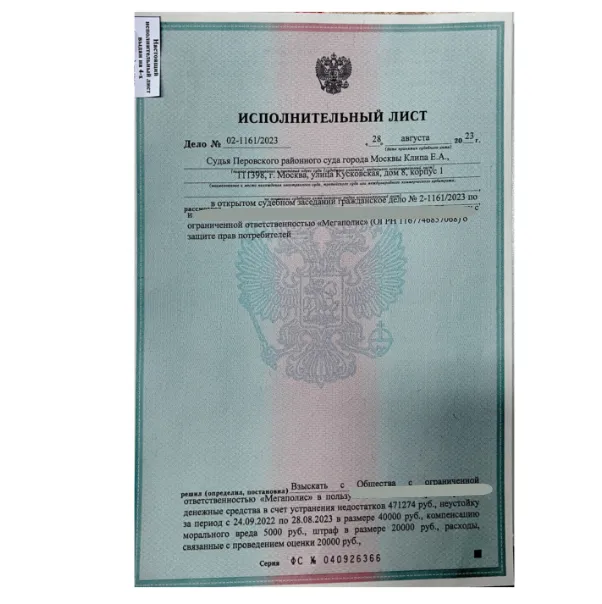 Настоящий
исполнительный лист
выдан на 4-х
ИСПОЛНИТЕЛЬНЫЙ ЛИСТ
Дело № 02-1161/2023 „ 28 „ августа 20 23 г.
Судья Перовского районного суда города Москвы Клипа Е.А.,
111398, г. Москва, улица Кусковская, дом 8, корпус 1
в открытом судебном заседании гражданское дело № 2-1161/2023 по
и с
ограниченной ответственностью «Мегаполис» (ОГРН
защите прав потребителей
решил (определил, постановил) Взыскать с Общества с ограниченной
ответственностью «Мегаполис» в пользу
денежные средства в счет устранения недостатков 471274 руб., неустойку
за период с 24.09.2022 по 28.08.2023 в размере 40000 руб., компенсацию
морального вреда 5000 руб., штраф в размере 20000 руб., расходы,
связанные с проведением оценки 20000 руб.,
Серия ФС № 040926366